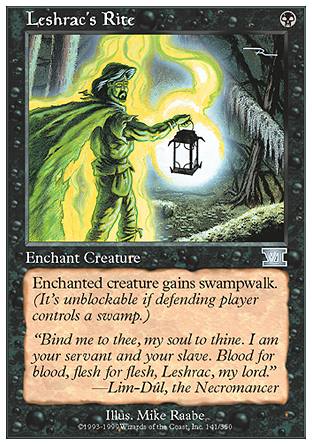 Leshrac's Rite
Enchant Creature
VI
Enchanted creature gains swampwalk.
(It's unblockable if defending player
controls a swamp.)
"Bind me to thee, my soul to thine. I am
your servant and your slave. Blood for
blood, flesh for flesh, Leshrac, my lord."
—Lim-Dûl, the Necromancer
Illus. Mike Raabe
©1993-1999 Wizards of the Coast, Inc. 141/350